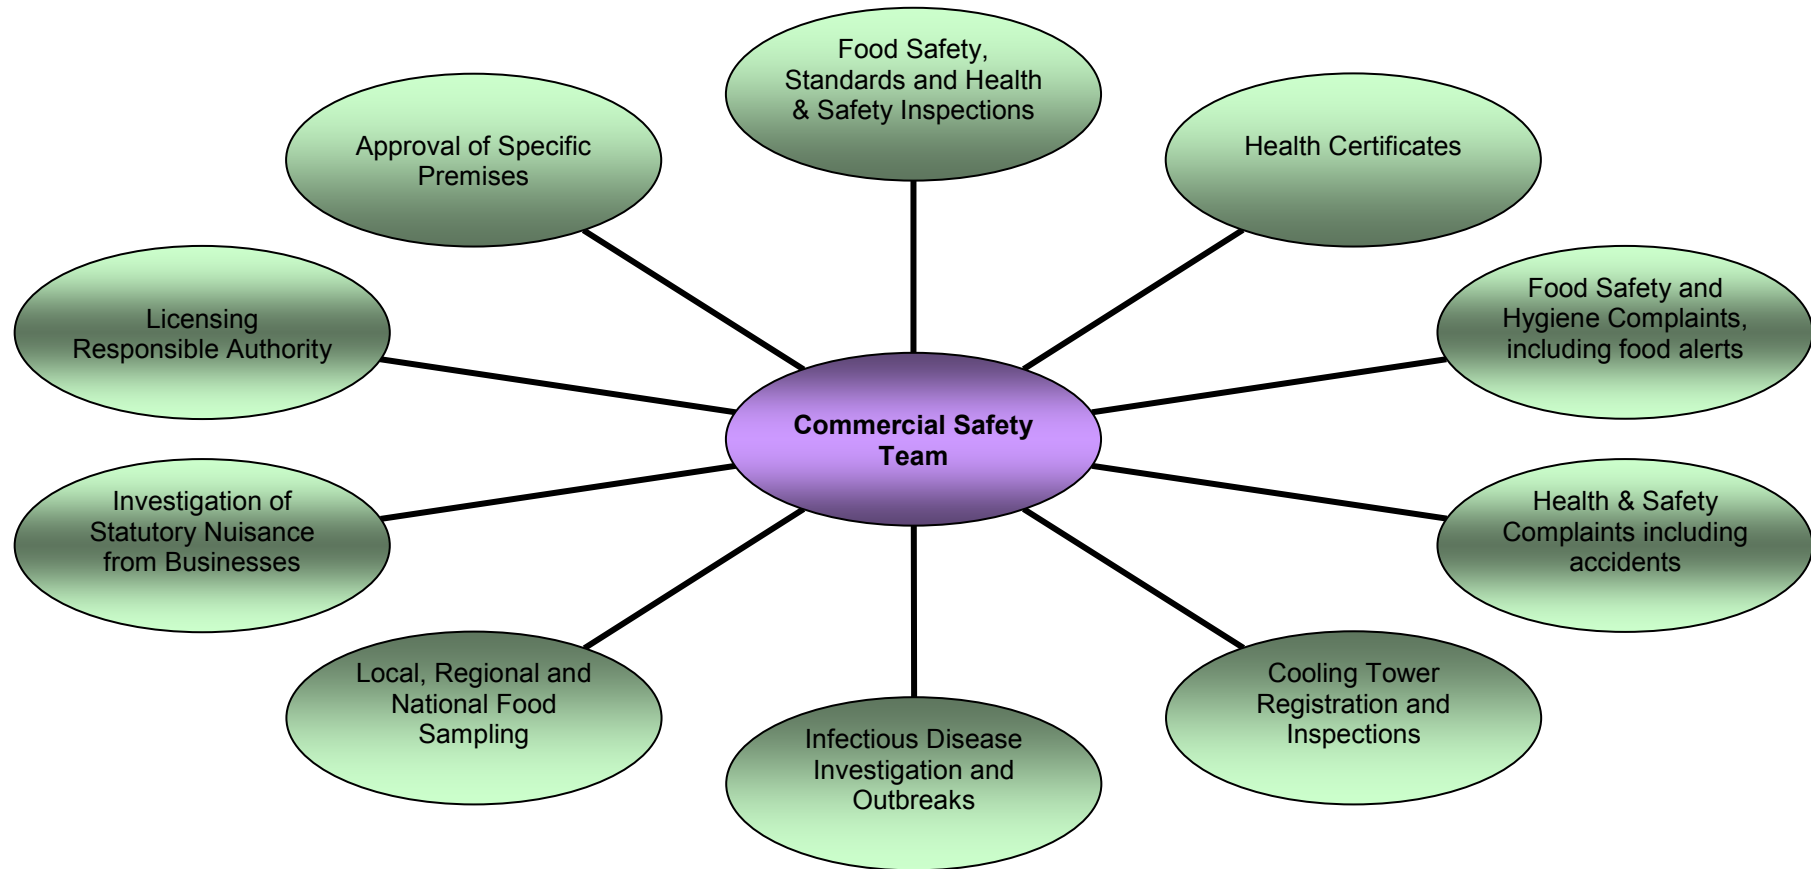 Food Safety,
Standards and Health
& Safety Inspections
Approval of Specific
Premises
Health Certificates
Licensing
Responsible Authority
Food Safety and
Hygiene Complaints,
including food alerts
Commercial Safety
Team
Investigation of
Statutory Nuisance
from Businesses
Health & Safety
Complaints including
accidents
Local, Regional and
National Food
Sampling
Infectious Disease
Investigation and
Outbreaks
Cooling Tower
Registration and
Inspections